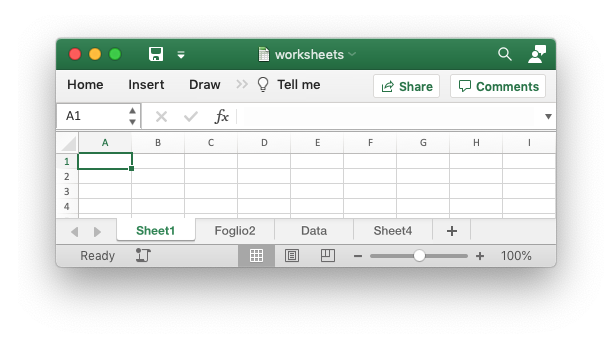 worksheets
Home Insert Draw >> Tell me Share Comments
A1 fx
A B C D E F G H I
1
2
3
4
Sheet1 Foglio2 Data Sheet4 +
Ready − + 100%